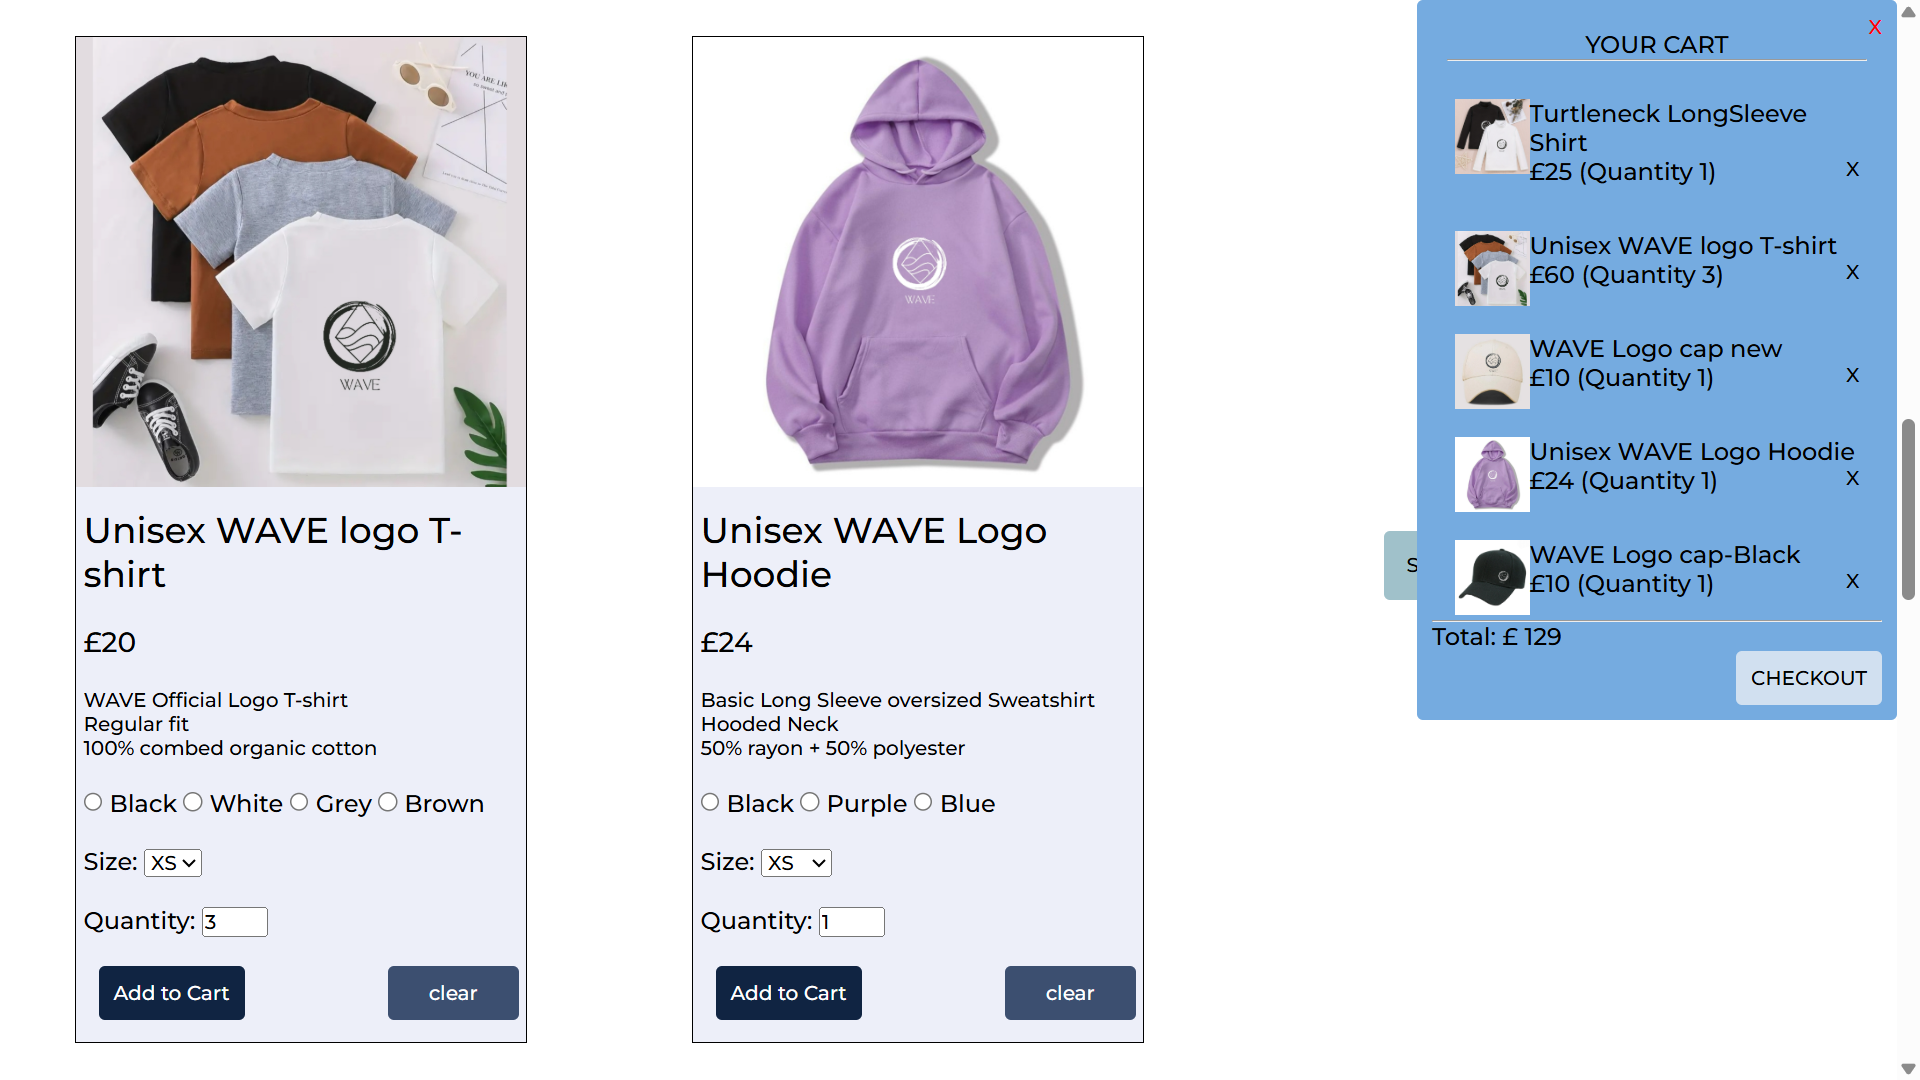 YOU ARE LIK
WAVE
Unisex WAVE logo T-
shirt
£20
WAVE Official Logo T-shirt
Regular fit
100% combed organic cotton
Black White Grey Brown
Size: XS
Quantity: 3
Add to Cart
clear
WAVE
Unisex WAVE Logo
Hoodie
£24
Basic Long Sleeve oversized Sweatshirt
Hooded Neck
50% rayon + 50% polyester
Black Purple Blue
Size: XS
Quantity: 1
Add to Cart
clear
S
X
YOUR CART
Turtleneck LongSleeve
Shirt
£25 (Quantity 1)
X
Unisex WAVE logo T-shirt
£60 (Quantity 3)
X
WAVE Logo cap new
£10 (Quantity 1)
X
Unisex WAVE Logo Hoodie
£24 (Quantity 1)
X
WAVE Logo cap-Black
£10 (Quantity 1)
X
Total: £ 129
CHECKOUT